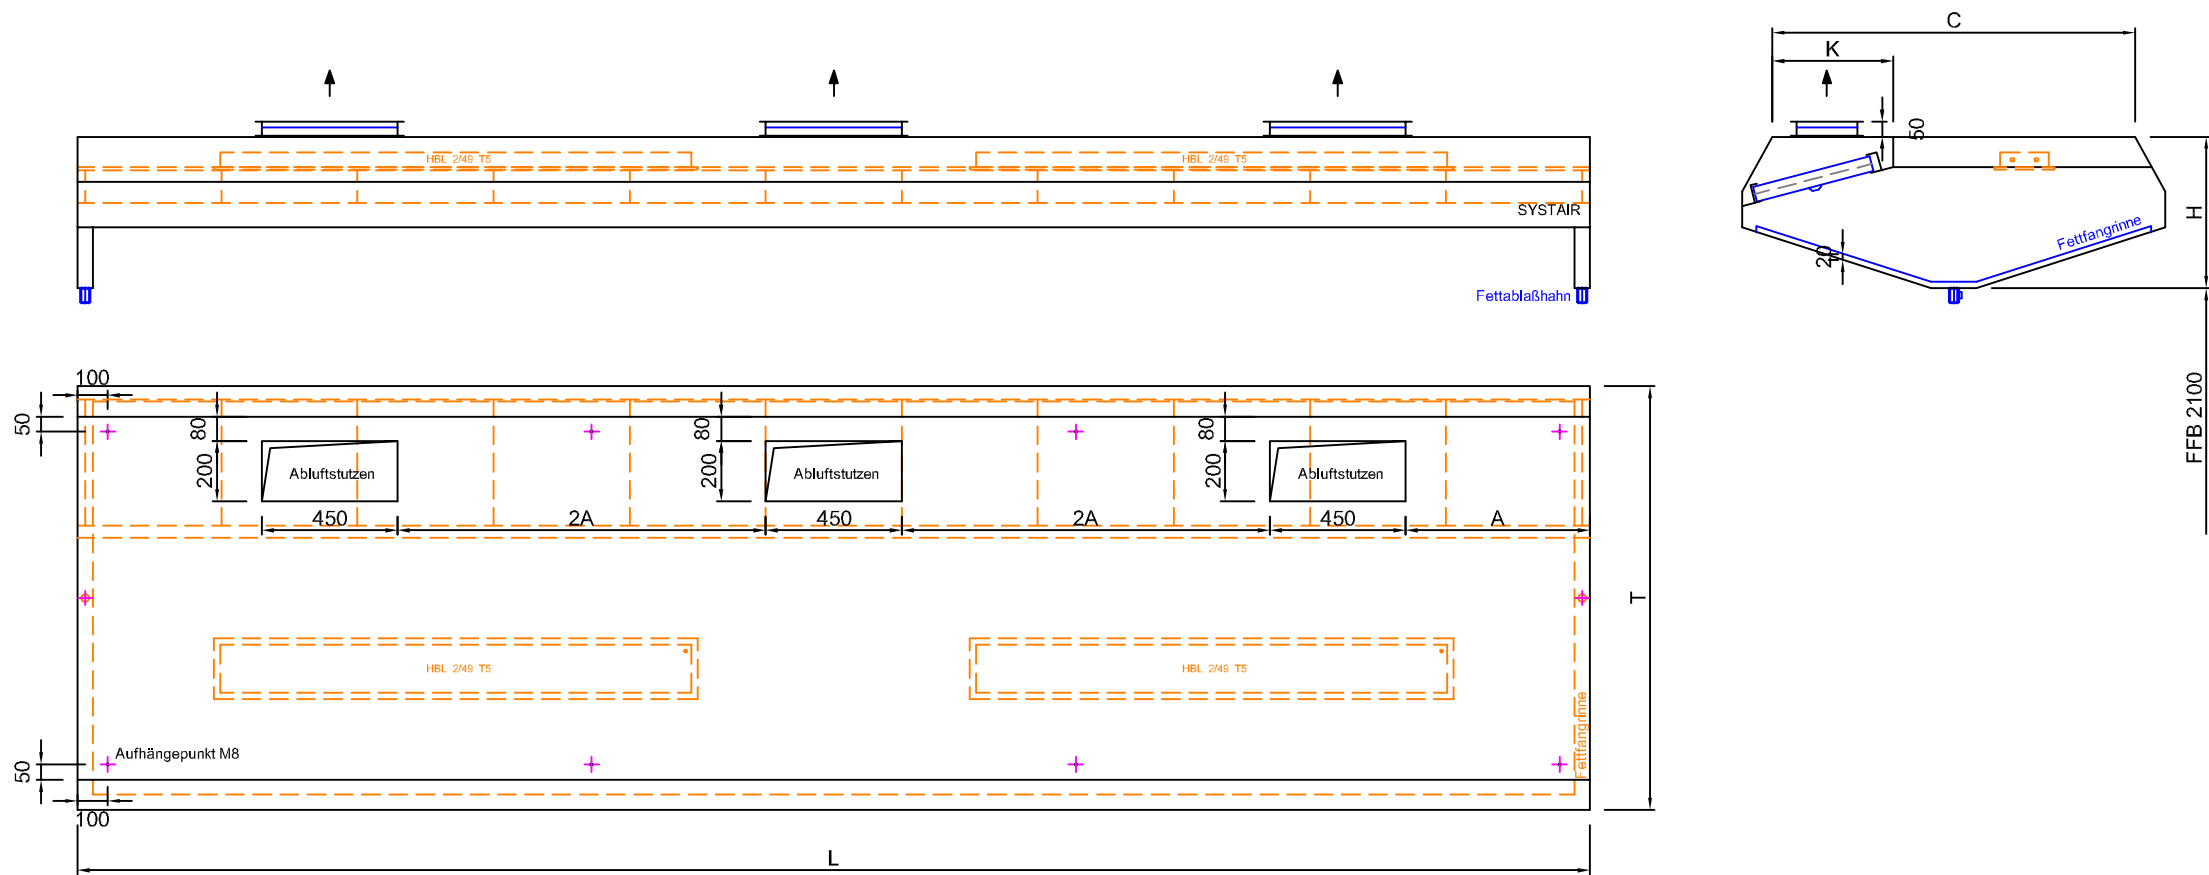 C
K
50
HBL 2/49 T5
HBL 2/49 T5
SYSTAIR
H
Fettfangrinne
20
Fettablaßhahn
100
FFB 2100
50
80
80
80
200
Abluftstutzen
200
Abluftstutzen
200
Abluftstutzen
450
2A
450
2A
450
A
T
HBL 2/49 T5
HBL 2/49 T5
Fettfangrinne
Aufhängepunkt M8
50
100
L